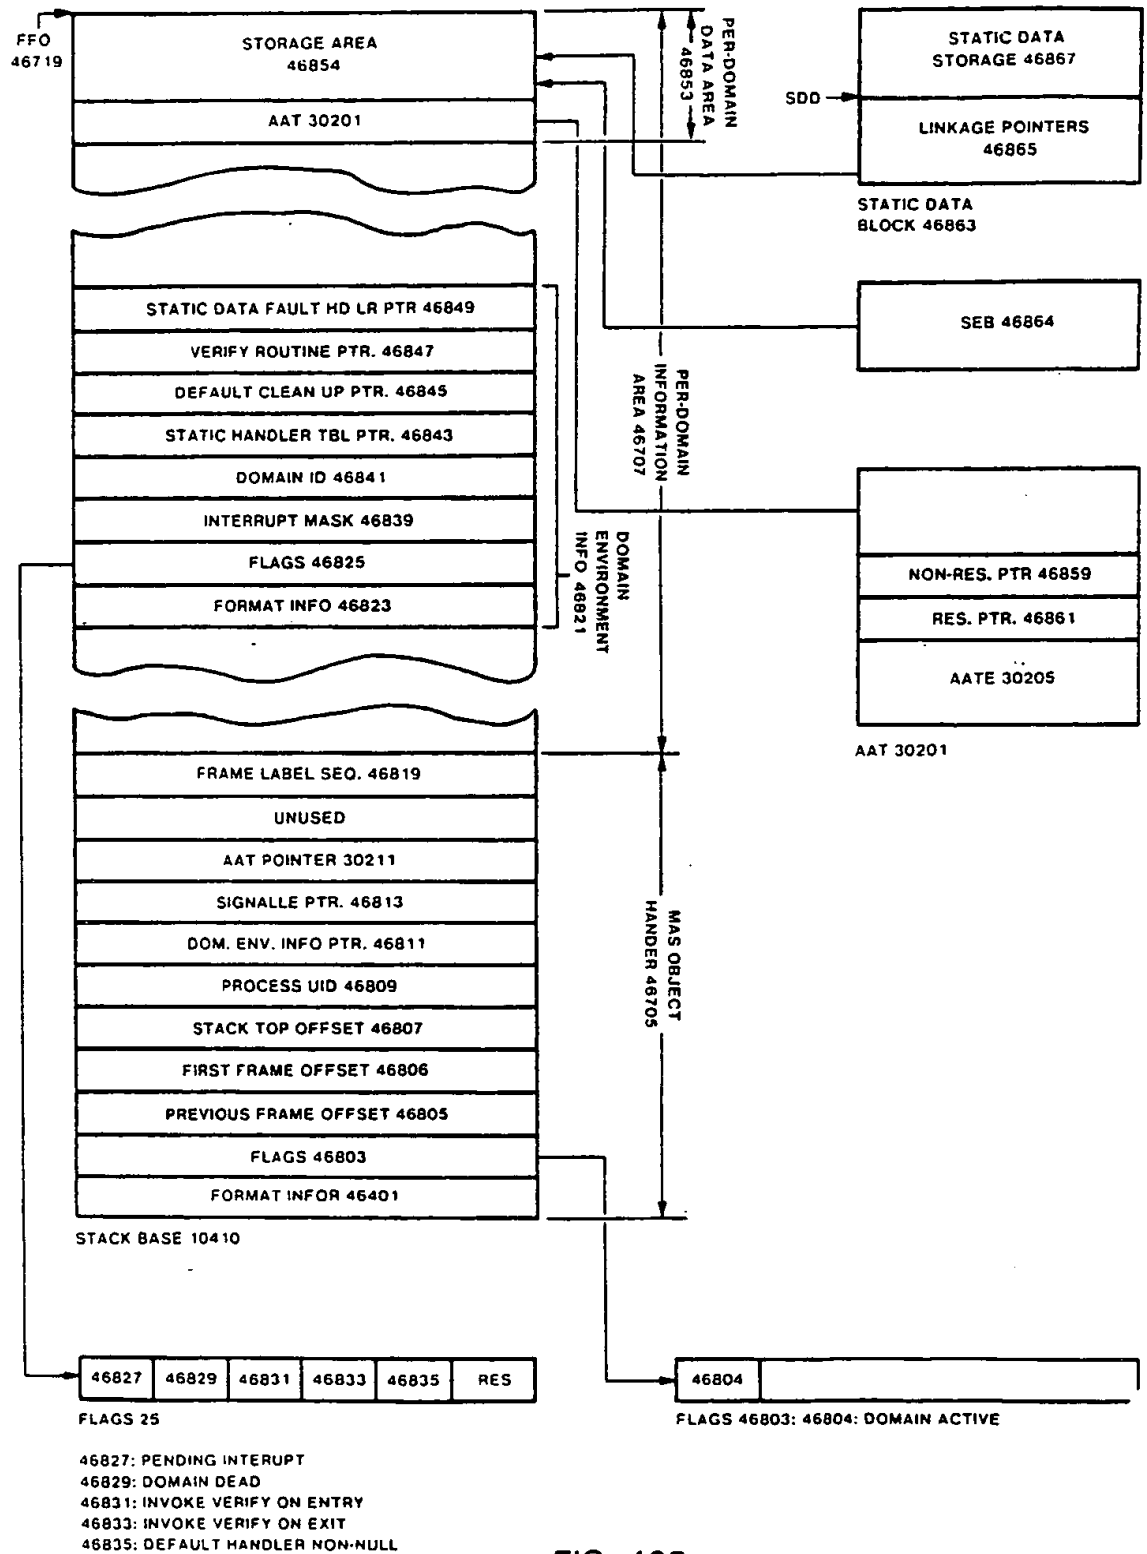 FFO
46719
STORAGE AREA
46854
AAT 30201
PER-DOMAIN
DATA AREA
46853
STATIC DATA
STORAGE 46867
SDO
LINKAGE POINTERS
46865
STATIC DATA
BLOCK 46863
STATIC DATA FAULT HD LR PTR 46849
VERIFY ROUTINE PTR. 46847
DEFAULT CLEAN UP PTR. 46845
STATIC HANDLER TBL PTR. 46843
DOMAIN ID 46841
INTERRUPT MASK 46839
FLAGS 46825
FORMAT INFO 46823
DOMAIN
ENVIRONMENT
INFO 46821
PER-DOMAIN
INFORMATION
AREA 46707
SEB 46864
NON-RES. PTR 46859
RES. PTR. 46861
AATE 30205
AAT 30201
FRAME LABEL SEQ. 46819
UNUSED
AAT POINTER 30211
SIGNALLE PTR. 46813
DOM. ENV. INFO PTR. 46811
PROCESS UID 46809
STACK TOP OFFSET 46807
FIRST FRAME OFFSET 46806
PREVIOUS FRAME OFFSET 46805
FLAGS 46803
FORMAT INFOR 46401
MAS OBJECT
HANDER 46705
STACK BASE 10410
46827 46829 46831 46833 46835 RES
FLAGS 25
46804
FLAGS 46803: 46804: DOMAIN ACTIVE
46827: PENDING INTERUPT
46829: DOMAIN DEAD
46831: INVOKE VERIFY ON ENTRY
46833: INVOKE VERIFY ON EXIT
46835: DEFAULT HANDLER NON-NULL